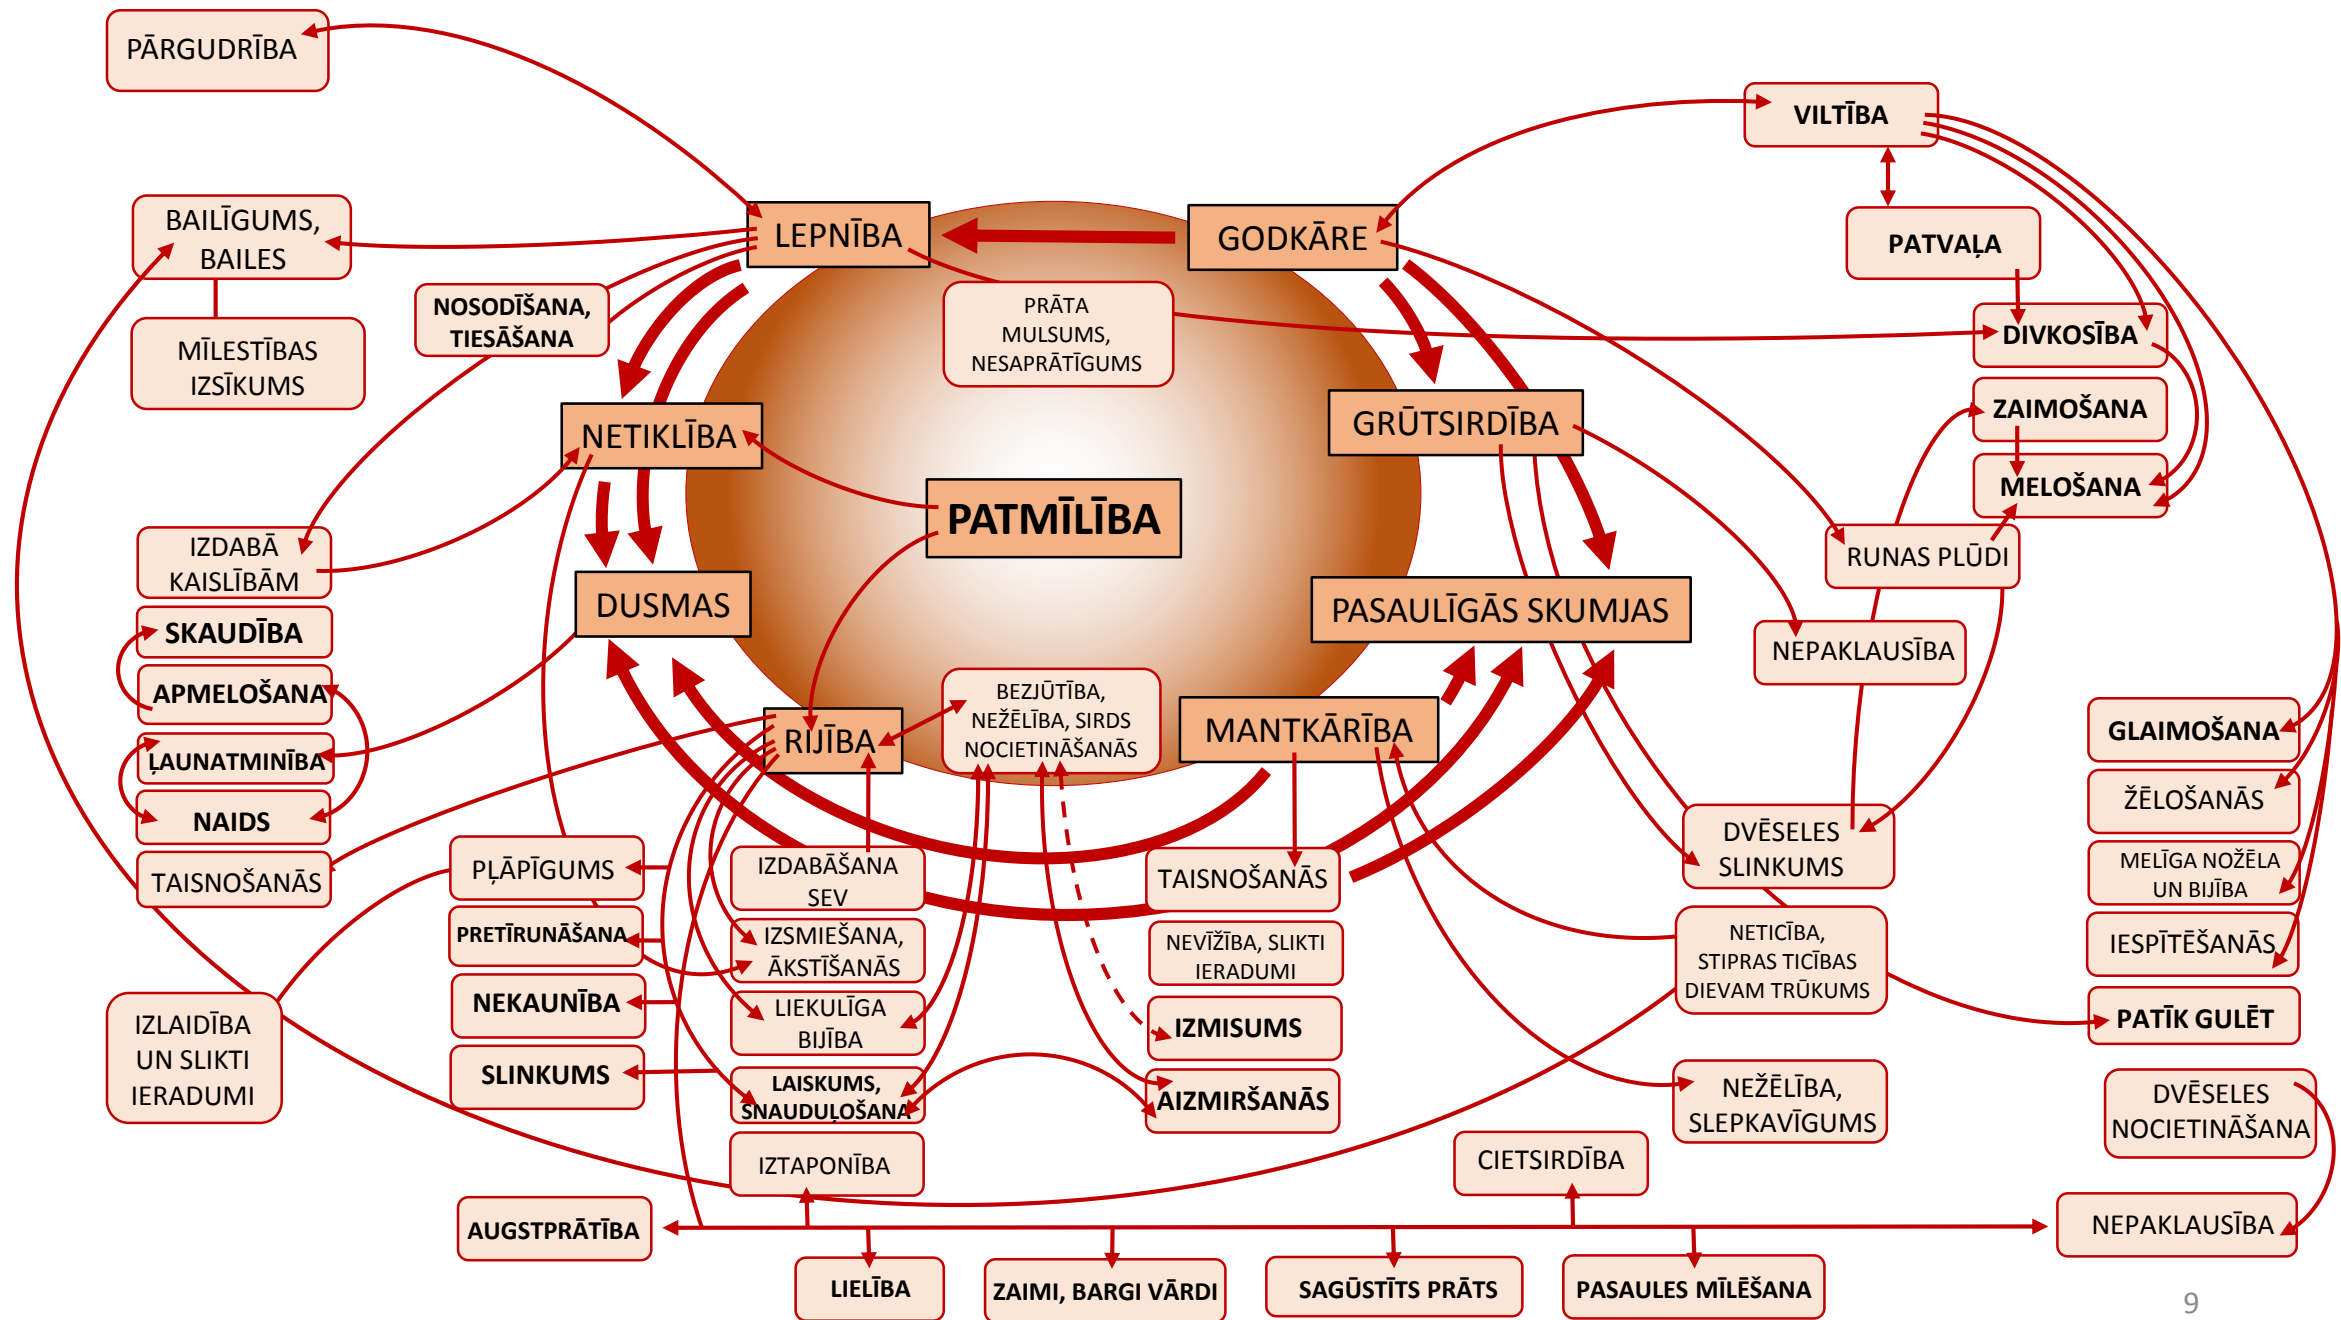 PĀRGUDRĪBA
VILTĪBA
BAILĪGUMS,
BAILES
LEPNĪBA
GODKĀRE
PATVAĻA
NOSODĪŠANA,
TIESĀŠANA
PRĀTA
MULSUMS,
NESAPRĀTĪGUMS
MĪLESTĪBAS
IZSĪKUMS
DIVKOSĪBA
ZAIMOŠANA
NETIKLĪBA
GRŪTSIRDĪBA
MELOŠANA
PATMĪLĪBA
IZDABĀ
KAISLĪBĀM
RUNAS PLŪDI
DUSMAS
PASAULĪGĀS SKUMJAS
SKAUDĪBA
NEPAKLAUSĪBA
APMELOŠANA
BEZJŪTĪBA,
NEŽĒLĪBA, SIRDS
NOCIETINĀŠANĀS
RIJĪBA
MANTKĀRĪBA
GLAIMOŠANA
ĻAUNATMINĪBA
ŽĒLOŠANĀS
NAIDS
DVĒSELES
SLINKUMS
MELĪGA NOŽĒLA
UN BIJĪBA
TAISNOŠANĀS
PĻĀPĪGUMS
IZDABĀŠANA
SEV
TAISNOŠANĀS
PRETĪRUNĀŠANA
IZSMIEŠANA,
ĀKSTĪŠANĀS
NEVĪŽĪBA, SLIKTI
IERADUMI
NETICĪBA,
STIPRAS TICĪBAS
DIEVAM TRŪKUMS
IESPĪTĒŠANĀS
NEKAUNĪBA
LIEKULĪGA
BIJĪBA
IZMISUMS
PATĪK GULĒT
IZLAIDĪBA
UN SLIKTI
IERADUMI
SLINKUMS
LAISKUMS,
SNAUDUĻOŠANA
AIZMIRŠANĀS
NEŽĒLĪBA,
SLEPKAVĪGUMS
DVĒSELES
NOCIETINĀŠANA
IZTAPONĪBA
CIETSIRDĪBA
AUGSTPRĀTĪBA
NEPAKLAUSĪBA
LIELĪBA
ZAIMI, BARGI VĀRDI
SAGŪSTĪTS PRĀTS
PASAULES MĪLĒŠANA
9